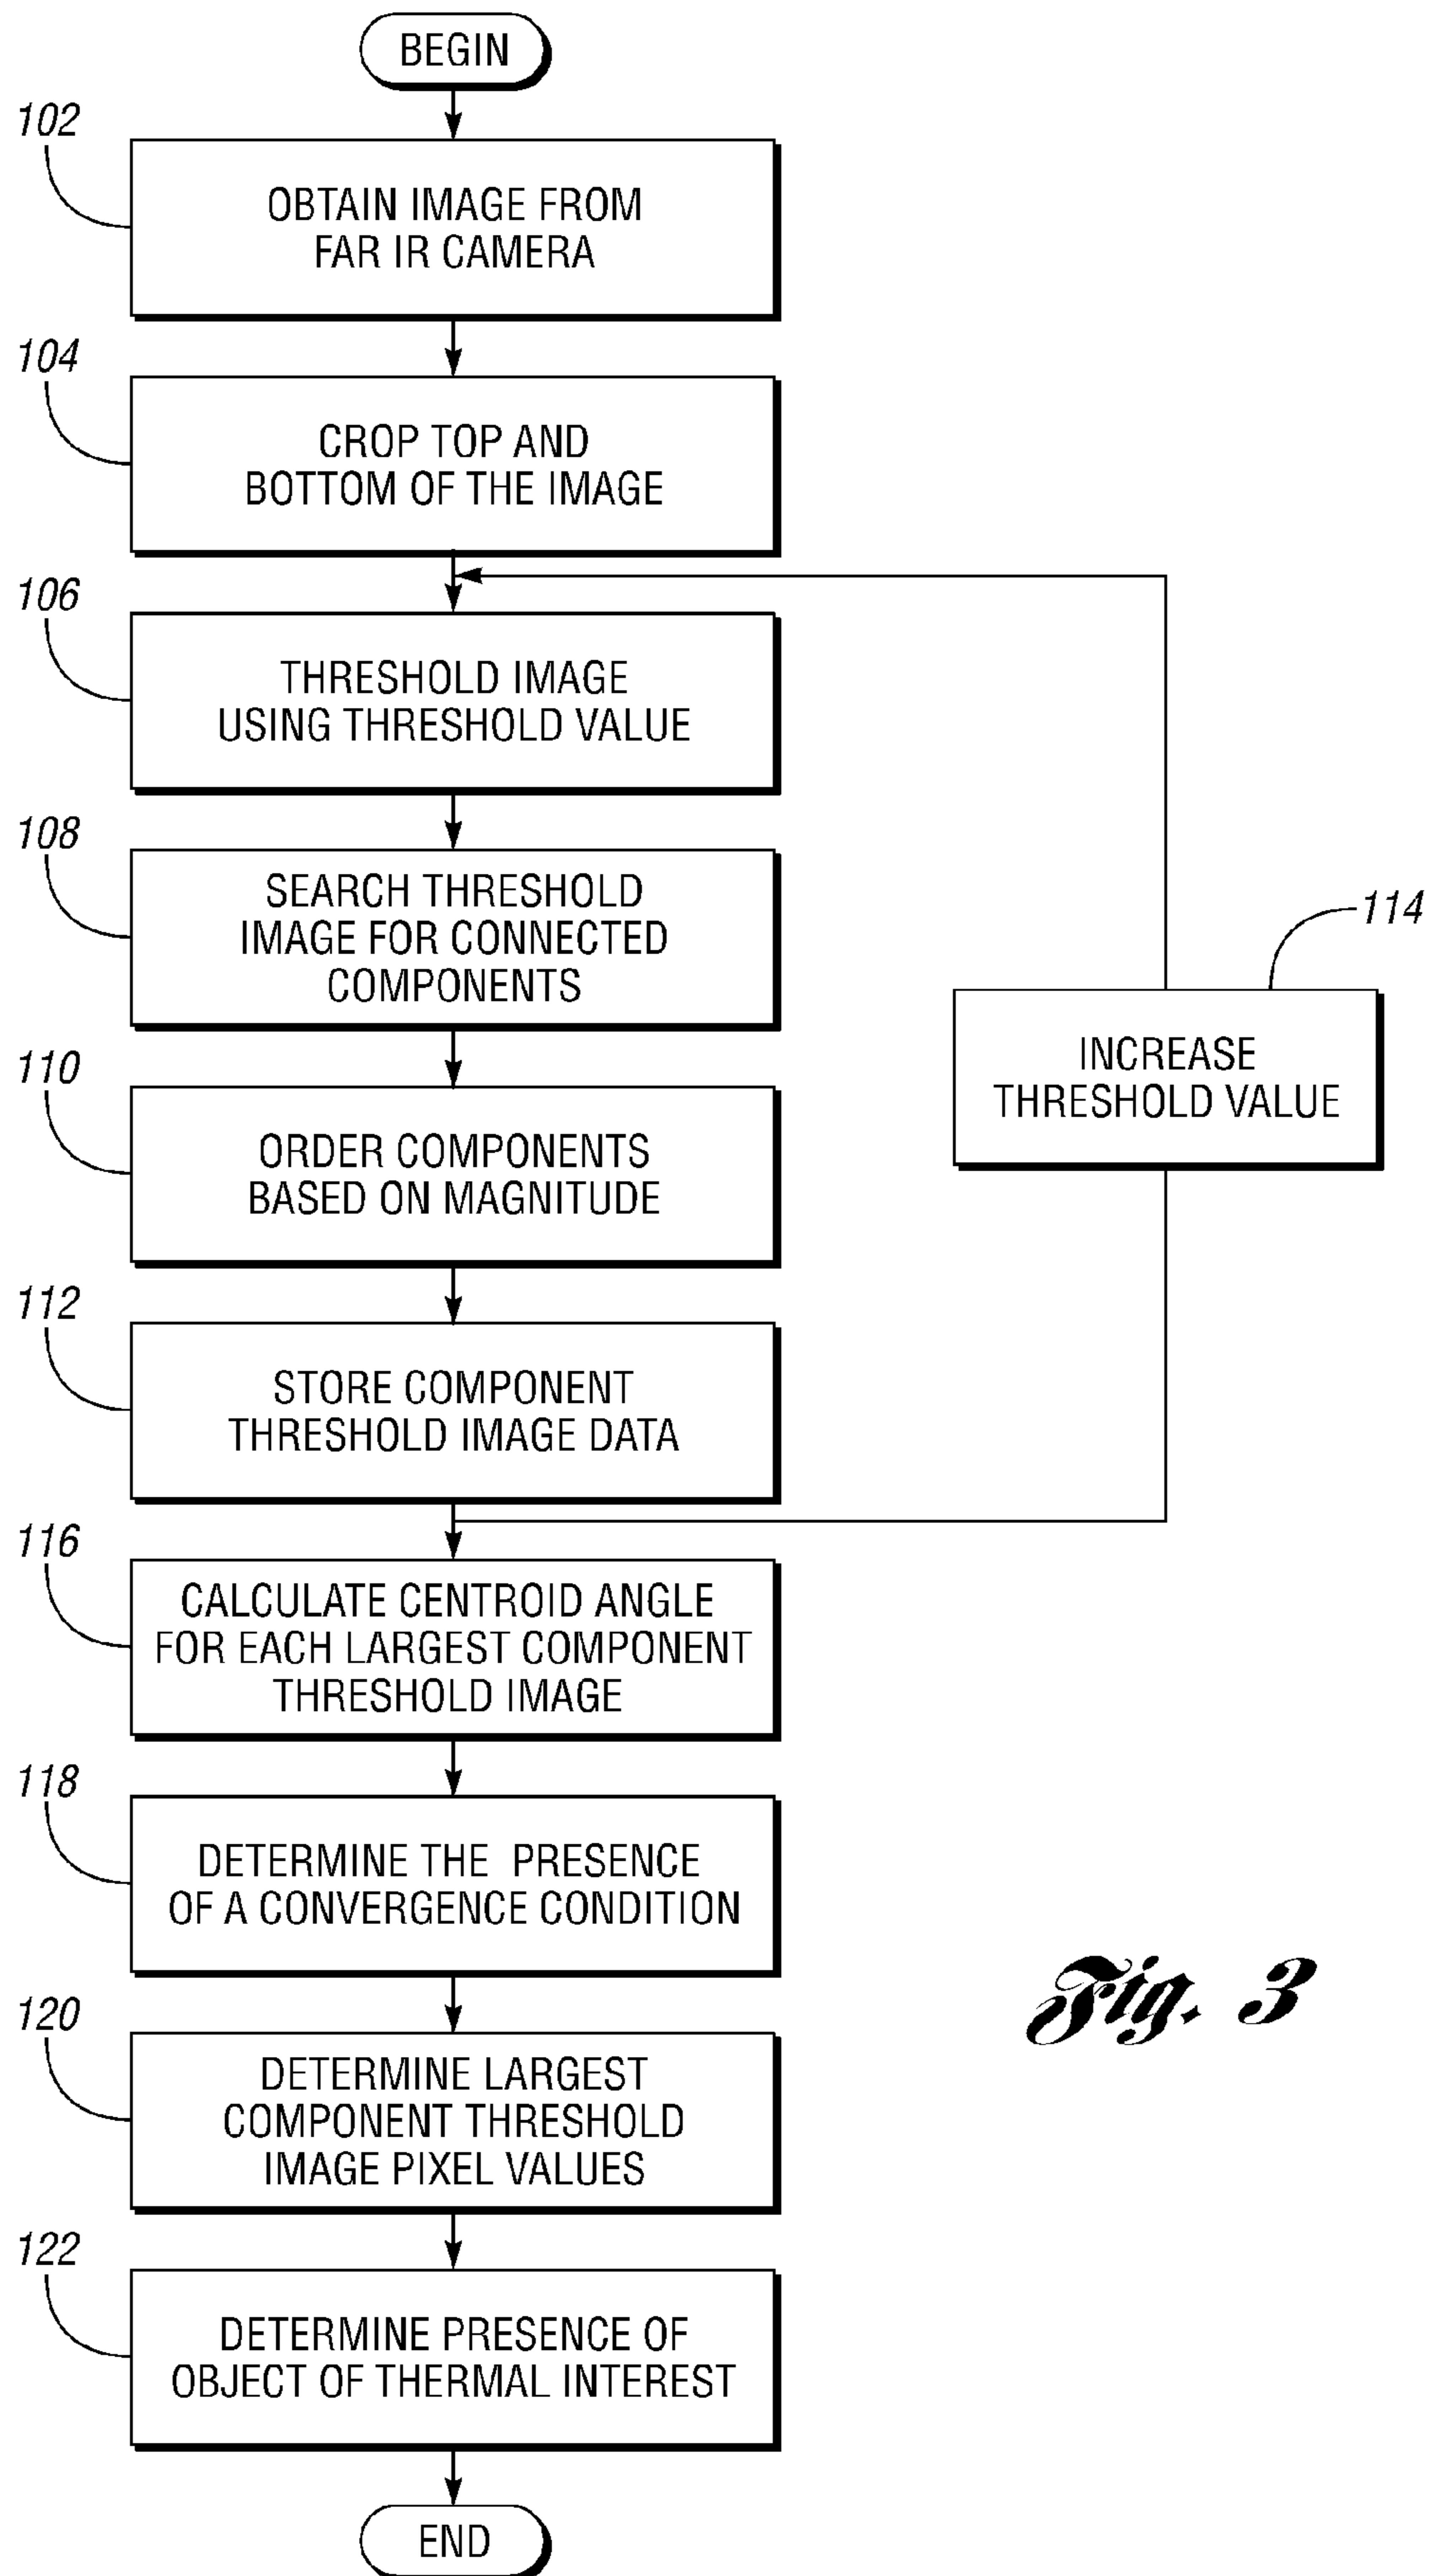 BEGIN
102
OBTAIN IMAGE FROM
FAR IR CAMERA
104
CROP TOP AND
BOTTOM OF THE IMAGE
106
THRESHOLD IMAGE
USING THRESHOLD VALUE
108
SEARCH THRESHOLD
IMAGE FOR CONNECTED
COMPONENTS
114
INCREASE
THRESHOLD VALUE
110
ORDER COMPONENTS
BASED ON MAGNITUDE
112
STORE COMPONENT
THRESHOLD IMAGE DATA
116
CALCULATE CENTROID ANGLE
FOR EACH LARGEST COMPONENT
THRESHOLD IMAGE
118
DETERMINE THE PRESENCE
OF A CONVERGENCE CONDITION
120
DETERMINE LARGEST
COMPONENT THRESHOLD
IMAGE PIXEL VALUES
122
DETERMINE PRESENCE OF
OBJECT OF THERMAL INTEREST
END
Fig. 3